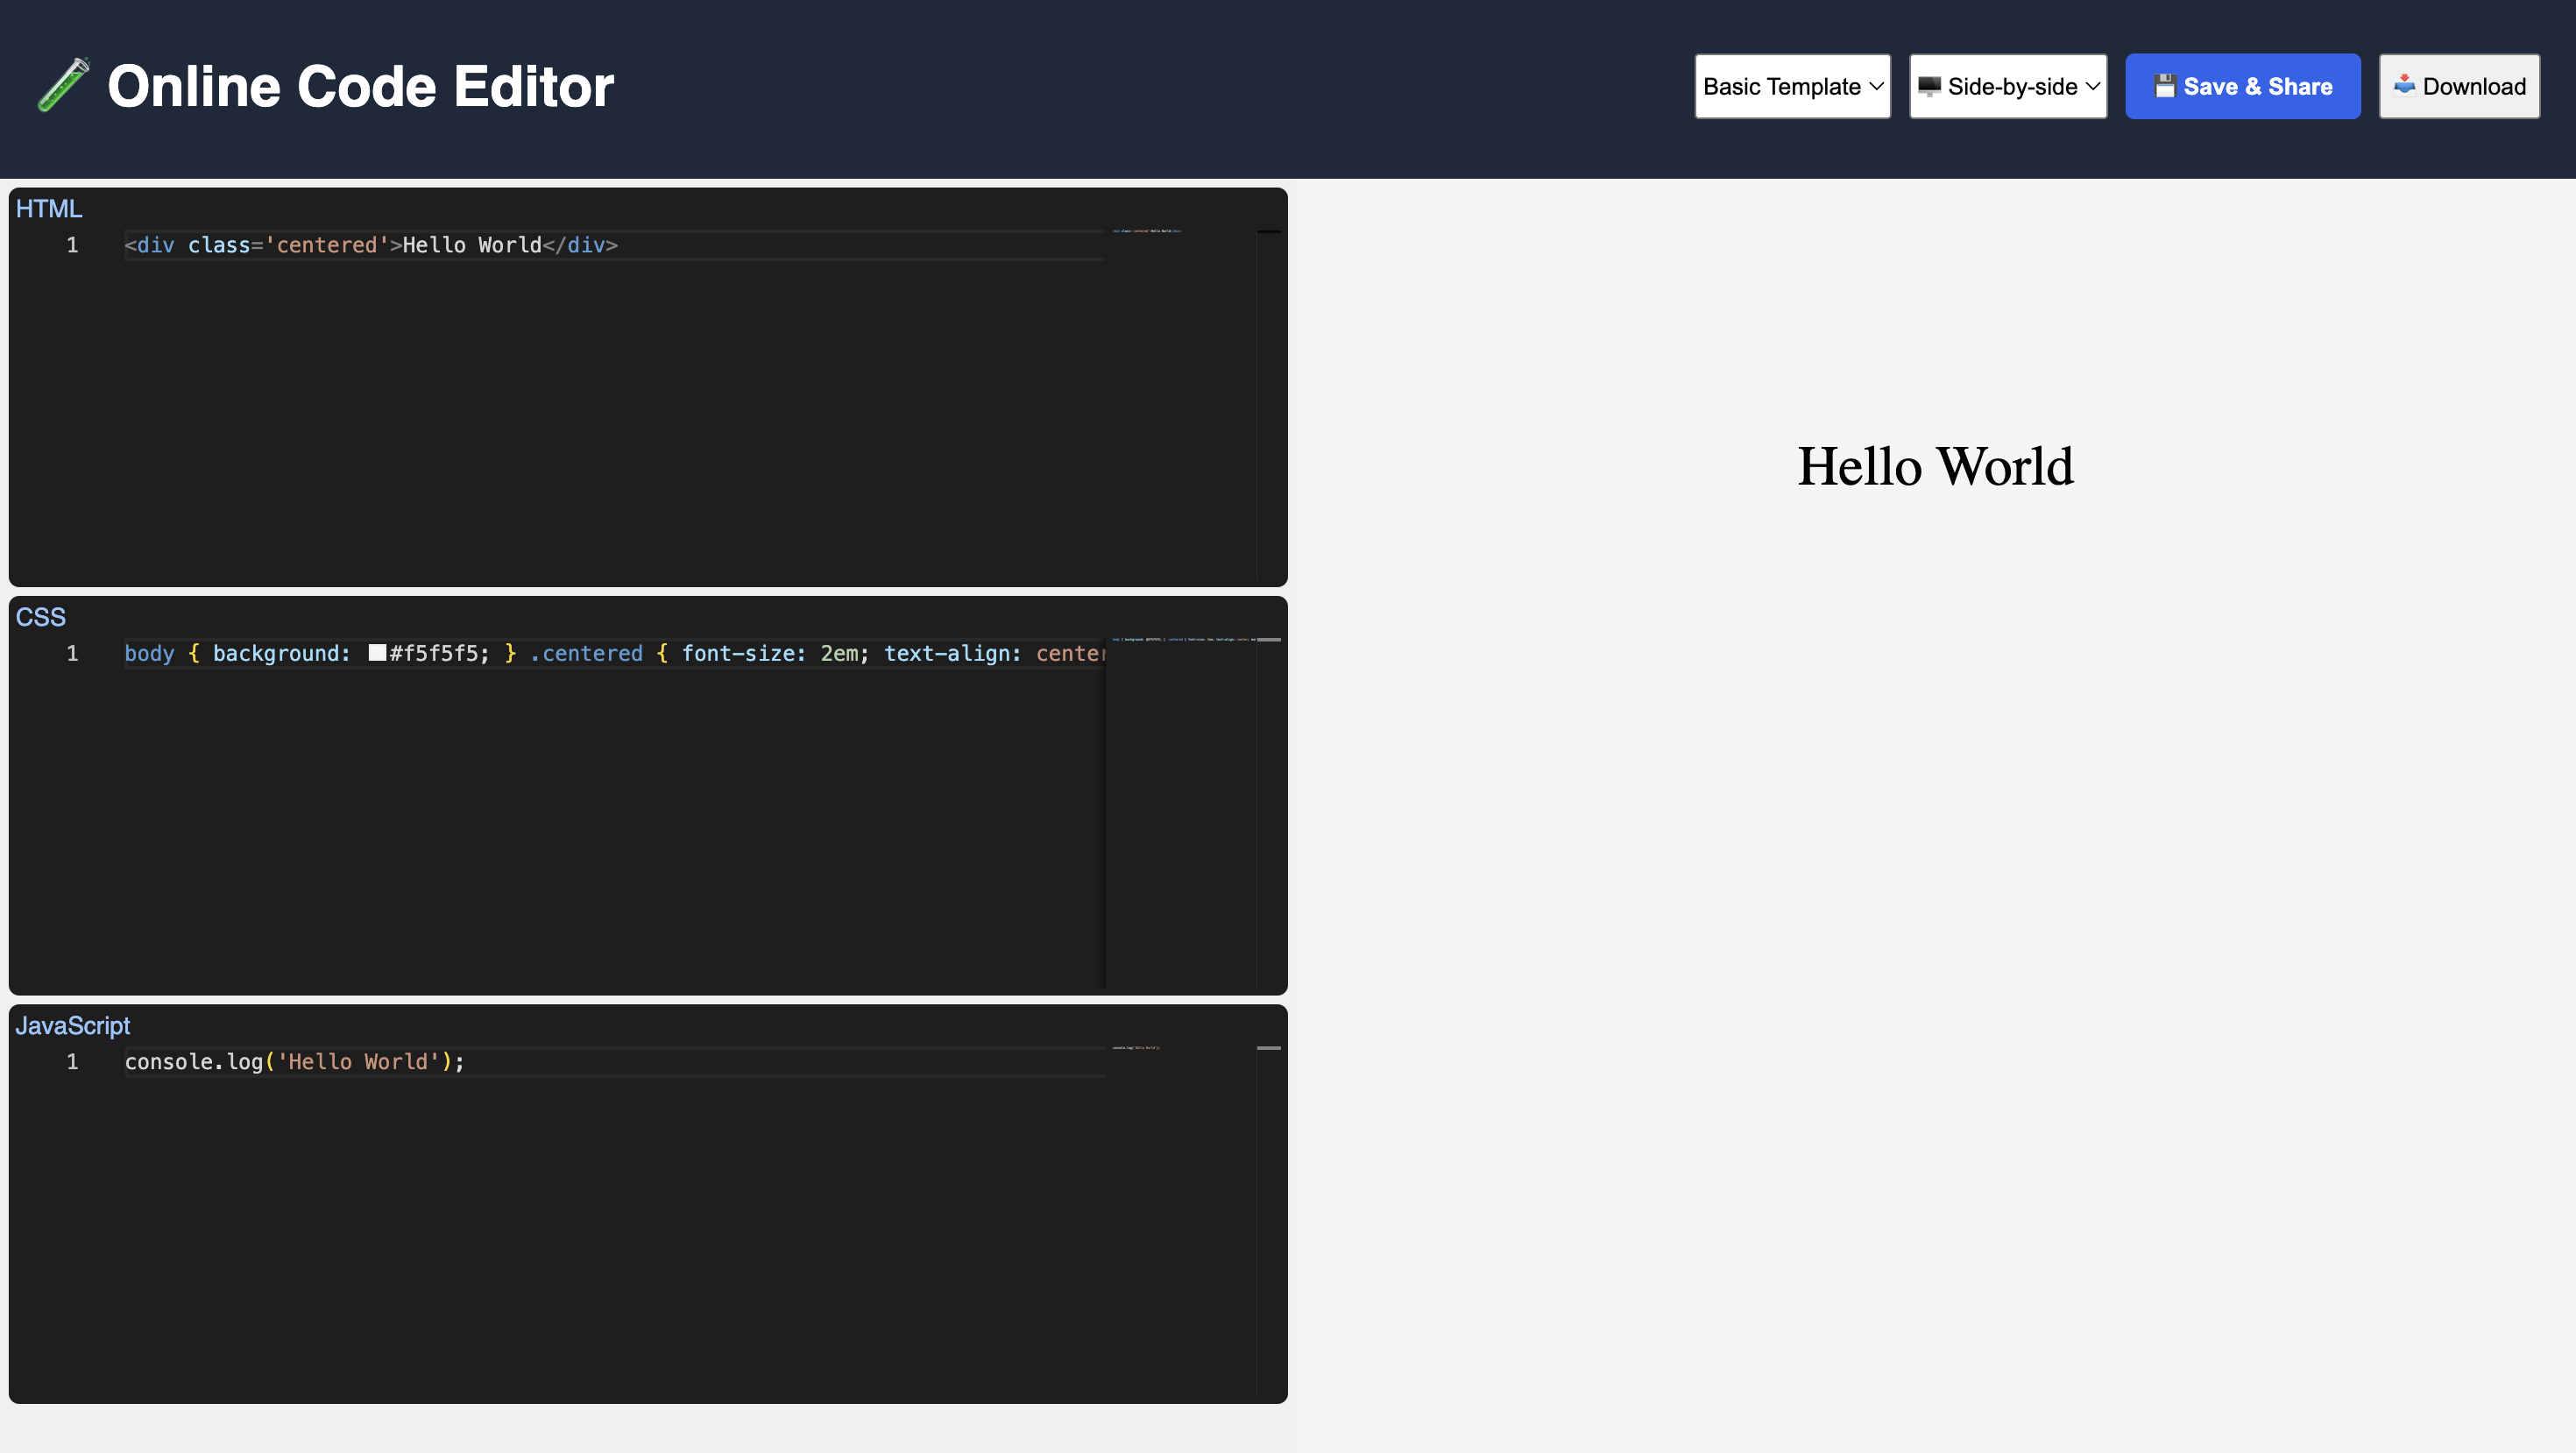 🧪 Online Code Editor
Basic Template
🖥️ Side-by-side
💾 Save & Share
📥 Download
HTML
1 <div class='centered'>Hello World</div>
Hello World
CSS
1 body { background: #f5f5f5; } .centered { font-size: 2em; text-align: center
JavaScript
1 console.log('Hello World');